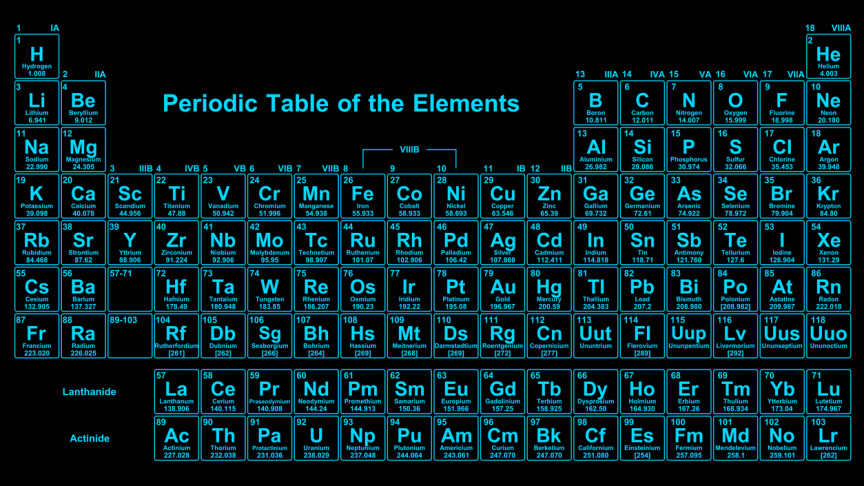 1 IA 18 VIIIA
1 2
H He
Hydrogen Helium
1.008 4.003
2 IIA 13 IIIA 14 IVA 15 VA 16 VIA 17 VIIA
3 4 5 6 7 8 9 10
Li Be Periodic Table of the Elements B C N O F Ne
Lithium Beryllium Boron Carbon Nitrogen Oxygen Fluorine Neon
6.941 9.012 10.811 12.011 14.007 15.999 18.998 20.180
11 12 13 14 15 16 17 18
Na Mg Al Si P S Cl Ar
Sodium Magnesium Aluminum Silicon Phosphorus Sulfur Chlorine Argon
22.990 24.305 26.982 28.086 30.974 32.066 35.453 39.948
VIIIB
3 IIIB 4 IVB 5 VB 6 VIB 7 VIIB 8 9 10 11 IB 12 IIB
19 20 21 22 23 24 25 26 27 28 29 30 31 32 33 34 35 36
K Ca Sc Ti V Cr Mn Fe Co Ni Cu Zn Ga Ge As Se Br Kr
Potassium Calcium Scandium Titanium Vanadium Chromium Manganese Iron Cobalt Nickel Copper Zinc Gallium Germanium Arsenic Selenium Bromine Krypton
39.098 40.078 44.956 47.88 50.942 51.996 54.938 55.933 58.933 58.693 63.546 65.39 69.732 72.61 74.922 78.972 79.904 84.80
37 38 39 40 41 42 43 44 45 46 47 48 49 50 51 52 53 54
Rb Sr Y Zr Nb Mo Tc Ru Rh Pd Ag Cd In Sn Sb Te I Xe
Rubidium Strontium Yttrium Zirconium Niobium Molybdenum Technetium Ruthenium Rhodium Palladium Silver Cadmium Indium Tin Antimony Tellurium Iodine Xenon
84.468 87.62 88.906 91.224 92.906 95.95 98.907 101.07 102.906 106.42 107.868 112.411 114.818 118.71 121.760 127.6 126.904 131.29
55 56 57-71 72 73 74 75 76 77 78 79 80 81 82 83 84 85 86
Cs Ba Hf Ta W Re Os Ir Pt Au Hg Tl Pb Bi Po At Rn
Cesium Barium Hafnium Tantalum Tungsten Rhenium Osmium Iridium Platinum Gold Mercury Thallium Lead Bismuth Polonium Astatine Radon
132.905 137.327 178.49 180.948 183.85 186.207 190.23 192.22 195.08 196.967 200.59 204.383 207.2 208.980 [208.982] 209.987 222.018
87 88 89-103 104 105 106 107 108 109 110 111 112 113 114 115 116 117 118
Fr Ra Rf Db Sg Bh Hs Mt Ds Rg Cn Uut Fl Uup Lv Uus Uuo
Francium Radium Rutherfordium Dubnium Seaborgium Bohrium Hassium Meitnerium Darmstadtium Roentgenium Copernicium Ununtrium Flerovium Ununpentium Livermorium Ununseptium Ununoctium
223.020 226.025 [261] [262] [266] [264] [269] [268] [269] [272] [277] [289] [292]
57 58 59 60 61 62 63 64 65 66 67 68 69 70 71
Lanthanide La Ce Pr Nd Pm Sm Eu Gd Tb Dy Ho Er Tm Yb Lu
Lanthanum Cerium Praseodymium Neodymium Promethium Samarium Europium Gadolinium Terbium Dysprosium Holmium Erbium Thulium Ytterbium Lutetium
138.906 140.115 140.908 144.24 144.913 150.36 151.966 157.25 158.925 162.50 164.930 167.26 168.934 173.04 174.967
89 90 91 92 93 94 95 96 97 98 99 100 101 102 103
Actinide Ac Th Pa U Np Pu Am Cm Bk Cf Es Fm Md No Lr
Actinium Thorium Protactinium Uranium Neptunium Plutonium Americium Curium Berkelium Californium Einsteinium Fermium Mendelevium Nobelium Lawrencium
227.028 232.038 231.036 238.029 237.048 244.064 243.061 247.070 247.070 251.080 [254] 257.095 258.1 259.101 [262]